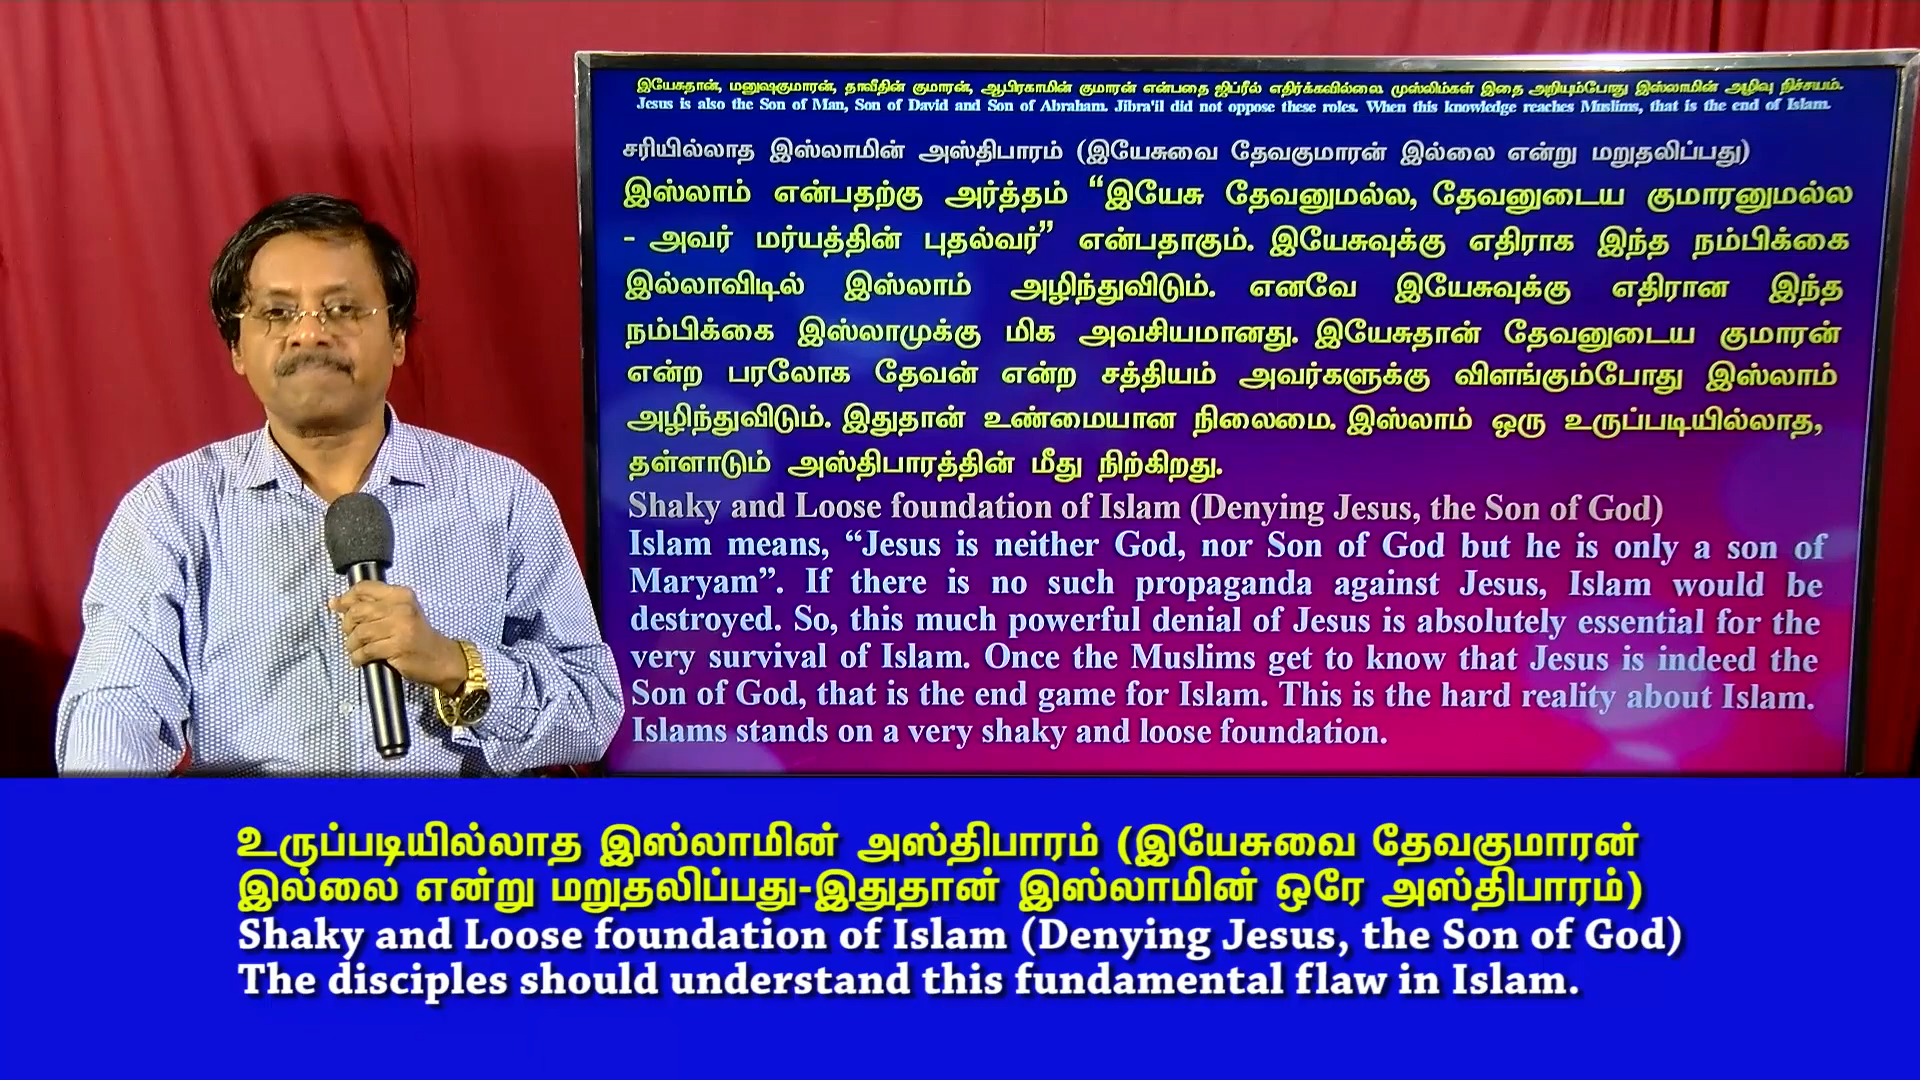 இயேசுதான், மனுஷகுமாரன், தாவீதின் குமாரன், ஆபிரகாமின் குமாரன் என்பதை ஜிப்ரீல் எதிர்க்கவில்லை. முஸ்லிம்கள் இதை அறியும்போது இஸ்லாமின் அழிவு நிச்சயம்.
Jesus is also the Son of Man, Son of David and Son of Abraham. Jibra'il did not oppose these roles. When this knowledge reaches Muslims, that is the end of Islam.
சரியில்லாத இஸ்லாமின் அஸ்திபாரம் (இயேசுவை தேவகுமாரன் இல்லை என்று மறுதலிப்பது)
இஸ்லாம் என்பதற்கு அர்த்தம் “இயேசு தேவனுமல்ல, தேவனுடைய குமாரனுமல்ல
- அவர் மர்யத்தின் புதல்வர்” என்பதாகும். இயேசுவுக்கு எதிராக இந்த நம்பிக்கை
இல்லாவிடில் இஸ்லாம் அழிந்துவிடும். எனவே இயேசுவுக்கு எதிரான இந்த
நம்பிக்கை இஸ்லாமுக்கு மிக அவசியமானது. இயேசுதான் தேவனுடைய குமாரன்
என்ற பரலோக தேவன் என்ற சத்தியம் அவர்களுக்கு விளங்கும்போது இஸ்லாம்
அழிந்துவிடும். இதுதான் உண்மையான நிலைமை. இஸ்லாம் ஒரு உருப்படியில்லாத,
தள்ளாடும் அஸ்திபாரத்தின் மீது நிற்கிறது.
Shaky and Loose foundation of Islam (Denying Jesus, the Son of God)
Islam means, “Jesus is neither God, nor Son of God but he is only a son of
Maryam”. If there is no such propaganda against Jesus, Islam would be
destroyed. So, this much powerful denial of Jesus is absolutely essential for the
very survival of Islam. Once the Muslims get to know that Jesus is indeed the
Son of God, that is the end game for Islam. This is the hard reality about Islam.
Islams stands on a very shaky and loose foundation.
உருப்படியில்லாத இஸ்லாமின் அஸ்திபாரம் (இயேசுவை தேவகுமாரன்
இல்லை என்று மறுதலிப்பது-இதுதான் இஸ்லாமின் ஒரே அஸ்திபாரம்)
Shaky and Loose foundation of Islam (Denying Jesus, the Son of God)
The disciples should understand this fundamental flaw in Islam.